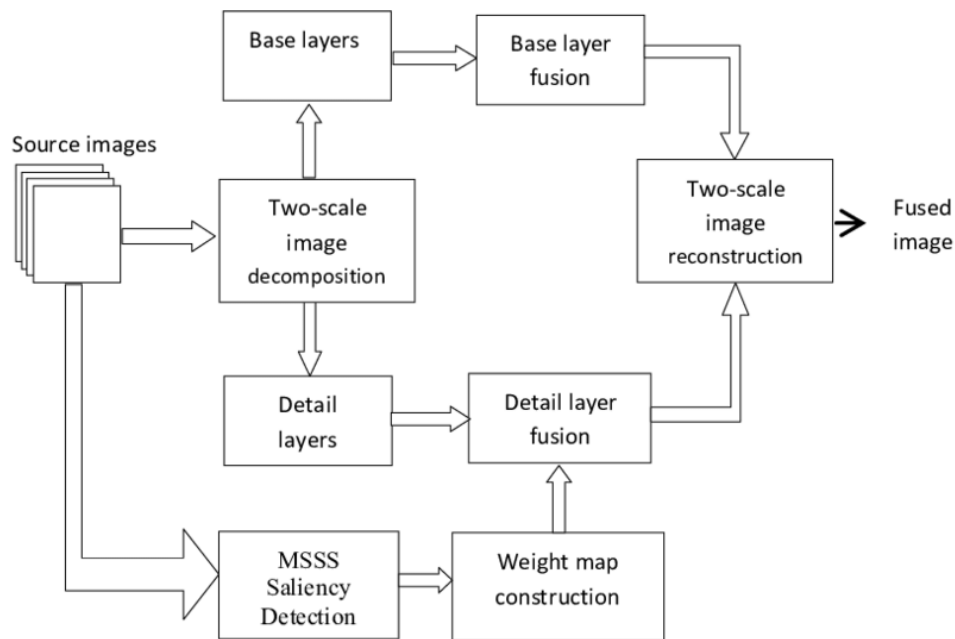 Base layers
Base layer
fusion
Source images
Two-scale
image
decomposition
Two-scale
image
reconstruction
Fused
image
Detail
layers
Detail layer
fusion
MSSS
Saliency
Detection
Weight map
construction